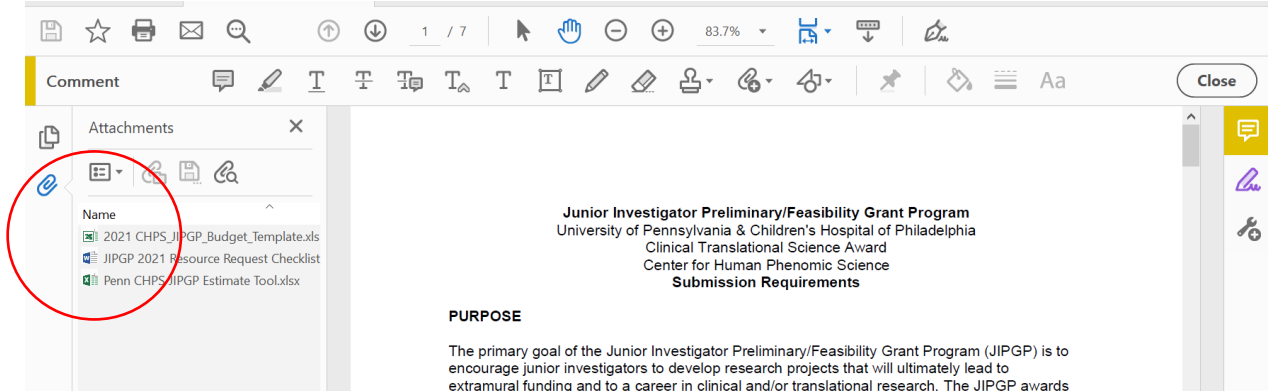 1 / 7
83.7%
Comment
T
T
T
T
T
T
Aa
Close
Attachments
Name
2021 CHPS_JIPGP_Budget_Template.xls
JIPGP 2021 Resource Request Checklist
Penn CHPS JIPGP Estimate Tool.xlsx
Junior Investigator Preliminary/Feasibility Grant Program
University of Pennsylvania & Children's Hospital of Philadelphia
Clinical Translational Science Award
Center for Human Phenomic Science
Submission Requirements
PURPOSE
The primary goal of the Junior Investigator Preliminary/Feasibility Grant Program (JIPGP) is to
encourage junior investigators to develop research projects that will ultimately lead to
extramural funding and to a career in clinical and/or translational research. The JIPGP awards